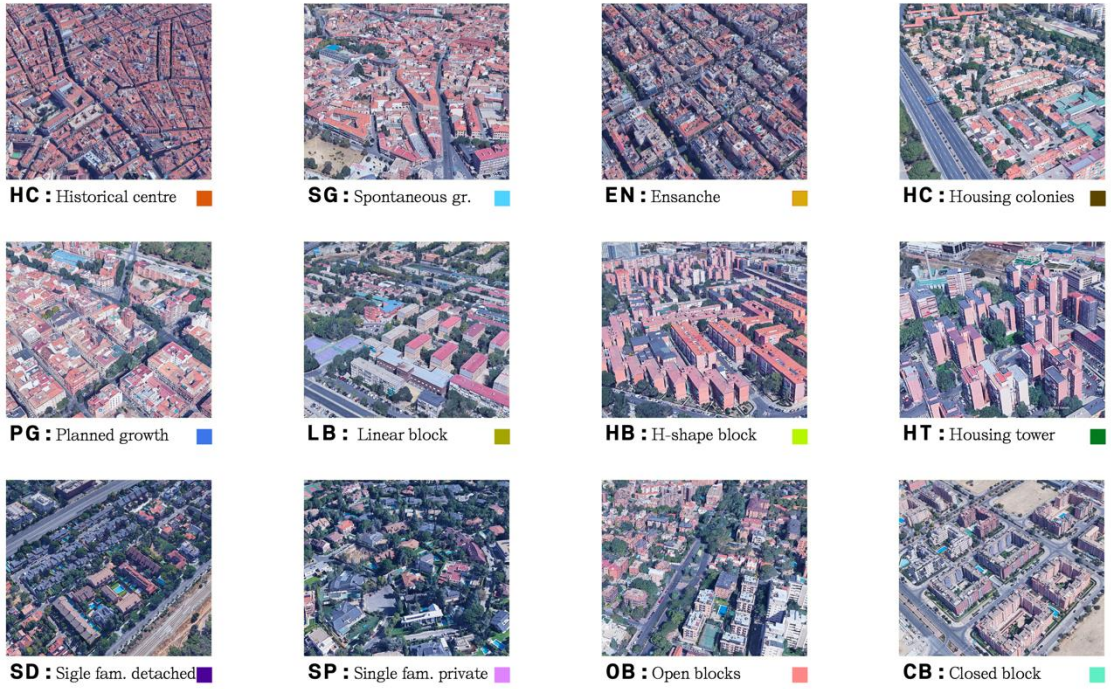 HC : Historical centre
SG : Spontaneous gr.
EN : Ensanche
HC : Housing colonies
PG : Planned growth
LB : Linear block
HB : H-shape block
HT : Housing tower
SD : Sigle fam. detached
SP : Single fam. private
OB : Open blocks
CB : Closed block